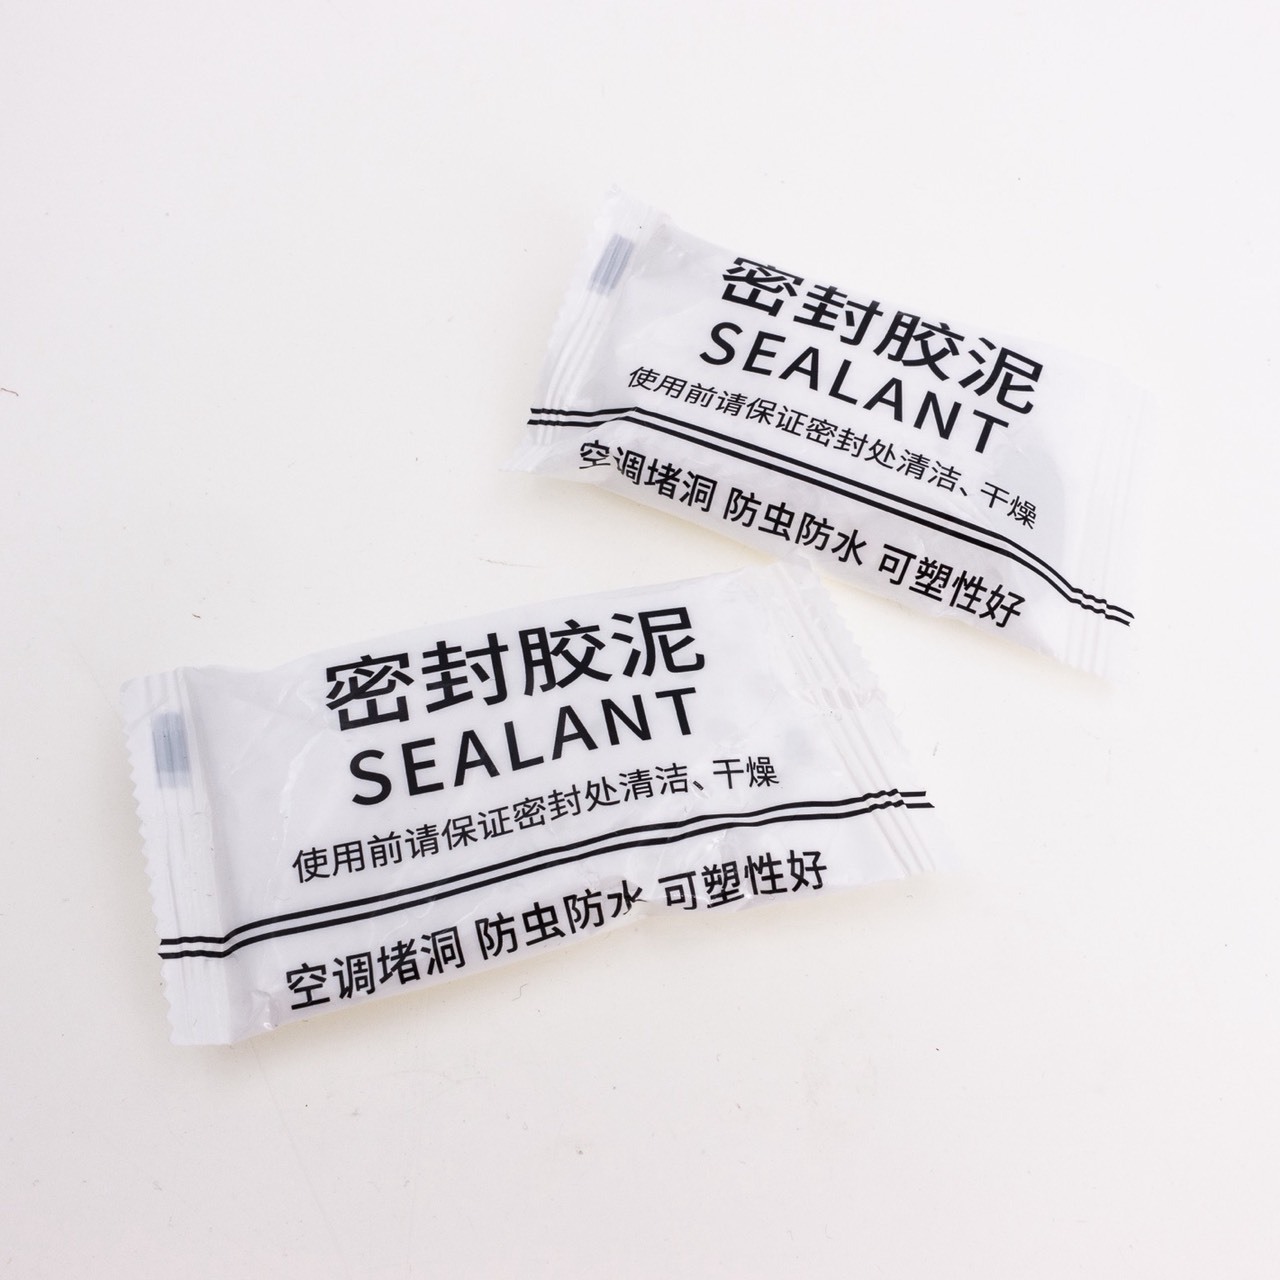 密封胶泥
SEALANT
使用前请保证密封处清洁、干燥
空调堵洞 防虫防水 可塑性好
密封胶泥
SEALANT
使用前请保证密封处清洁、干燥
空调堵洞 防虫防水 可塑性好